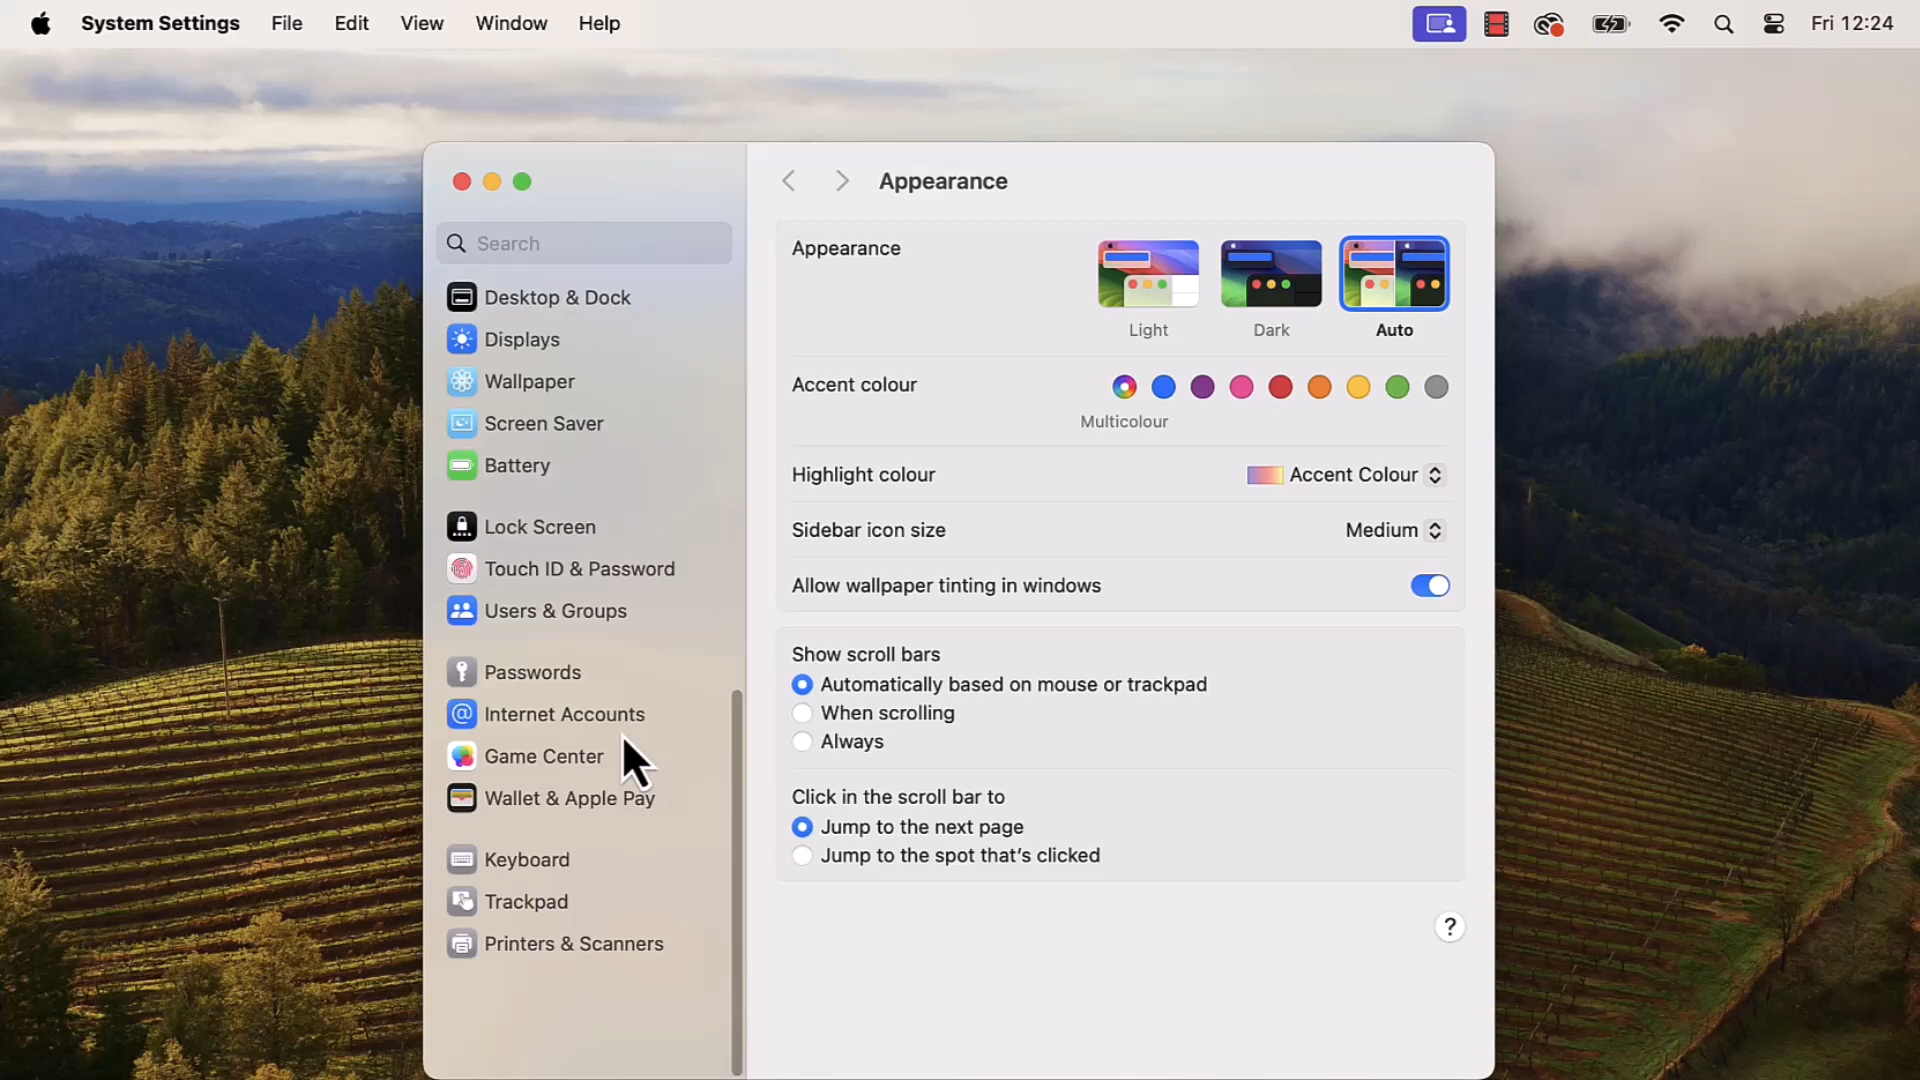 System Settings File Edit View Window Help Fri 12:24
Appearance
Search
Desktop & Dock
Displays
Wallpaper
Screen Saver
Battery
Lock Screen
Touch ID & Password
Users & Groups
Passwords
Internet Accounts
Game Center
Wallet & Apple Pay
Keyboard
Trackpad
Printers & Scanners
Appearance
Light Dark Auto
Accent colour
Multicolour
Highlight colour Accent Colour
Sidebar icon size Medium
Allow wallpaper tinting in windows
Show scroll bars
Automatically based on mouse or trackpad
When scrolling
Always
Click in the scroll bar to
Jump to the next page
Jump to the spot that's clicked
?